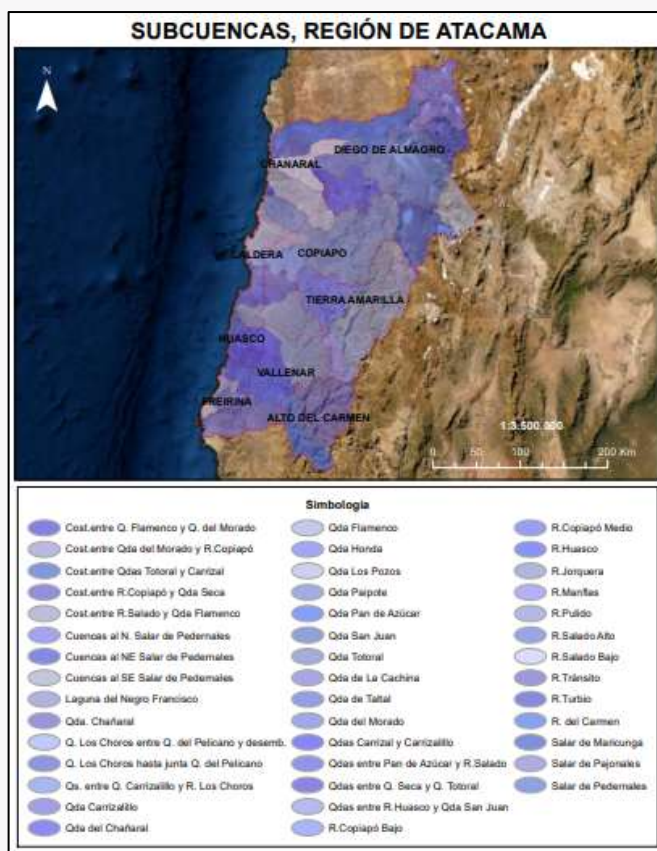 SUBCUENCAS, REGIÓN DE ATACAMA
N
DIEGO DE ALMAGRO
CHANARAL
CALDERA
COPIAPO
TIERRA AMARILLA
HUASCO
VALLENAR
FREIRINA
ALTO DEL CARMEN
1:3.500.000
0 50 100 200 Km
Simbología
Cost.entre Q. Flamenco y Q. del Morado
Cost.entre Qda del Morado y R.Copiapó
Cost.entre Qdas Totoral y Carrizal
Cost.entre R.Copiapó y Qda Seca
Cost.entre R.Salado y Qda Flamenco
Cuencas al N. Salar de Pedernales
Cuencas al NE Salar de Pedernales
Cuencas al SE Salar de Pedernales
Laguna del Negro Francisco
Qda. Chañaral
Q. Los Choros entre Q. del Pelicano y desemb.
Q. Los Choros hasta junta Q. del Pelicano
Qs. entre Q. Carrizalillo y R. Los Choros
Qda Carrizalillo
Qda del Chañaral
Qda Flamenco
Qda Honda
Qda Los Pozos
Qda Paipote
Qda Pan de Azúcar
Qda San Juan
Qda Totoral
Qda de La Cachina
Qda de Taltal
Qda del Morado
Qdas Carrizal y Carrizalillo
Qdas entre Pan de Azúcar y R.Salado
Qdas entre Q. Seca y Q. Totoral
Qdas entre R.Huasco y Qda San Juan
R.Copiapó Bajo
R.Copiapó Medio
R.Huasco
R.Jorquera
R.Manflas
R.Pulido
R.Salado Alto
R.Salado Bajo
R.Tránsito
R.Turbio
R. del Carmen
Salar de Maricunga
Salar de Pajonales
Salar de Pedernales